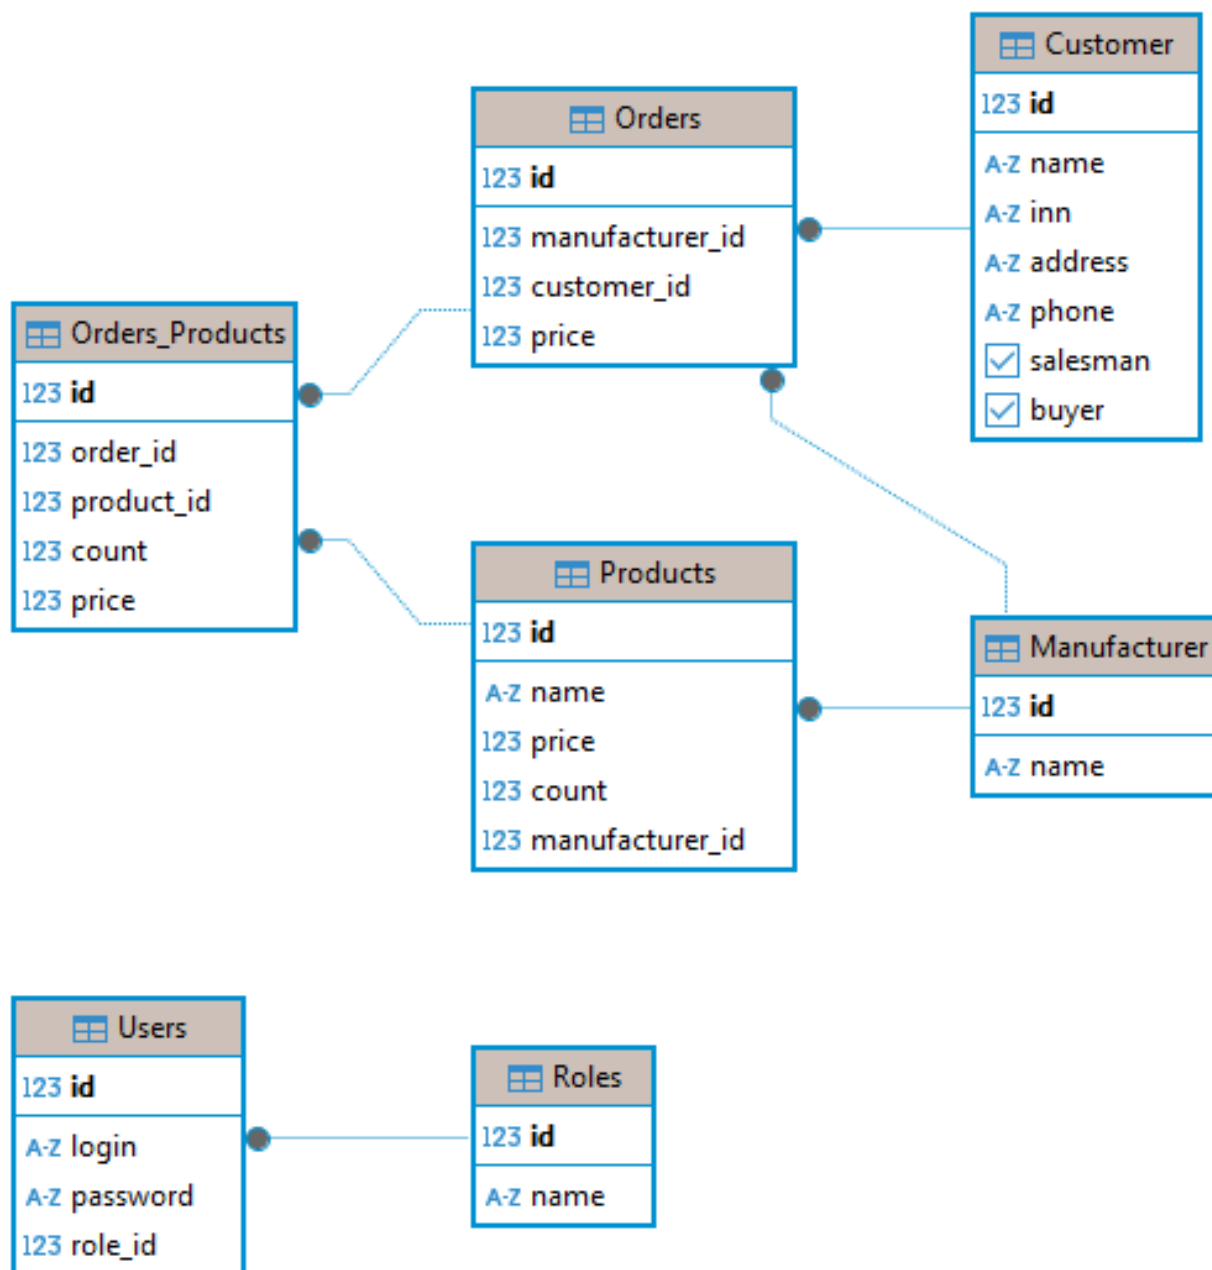 Customer
123 id
A-Z name
A-Z inn
A-Z address
A-Z phone
salesman
buyer
Orders
123 id
123 manufacturer_id
123 customer_id
123 price
Orders_Products
123 id
123 order_id
123 product_id
123 count
123 price
Products
123 id
A-Z name
123 price
123 count
123 manufacturer_id
Manufacturer
123 id
A-Z name
Users
123 id
A-Z login
A-Z password
123 role_id
Roles
123 id
A-Z name